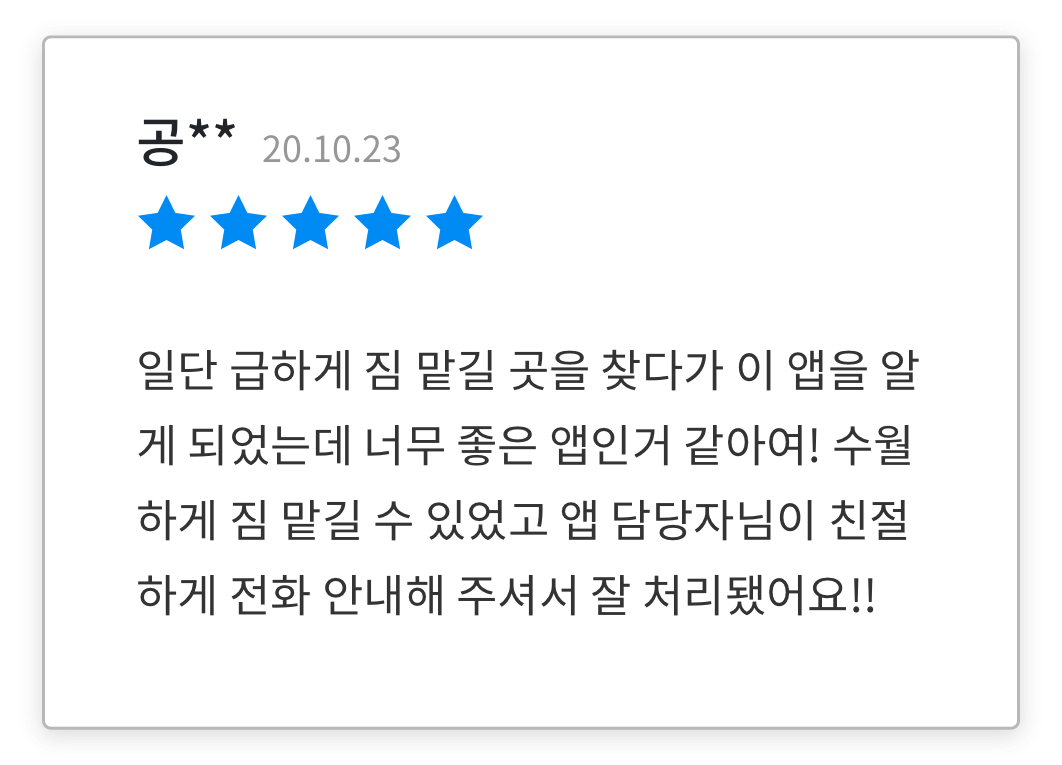 공** 20.10.23
일단 급하게 짐 맡길 곳을 찾다가 이 앱을 알
게 되었는데 너무 좋은 앱인거 같아여! 수월
하게 짐 맡길 수 있었고 앱 담당자님이 친절
하게 전화 안내해 주셔서 잘 처리됐어요!!